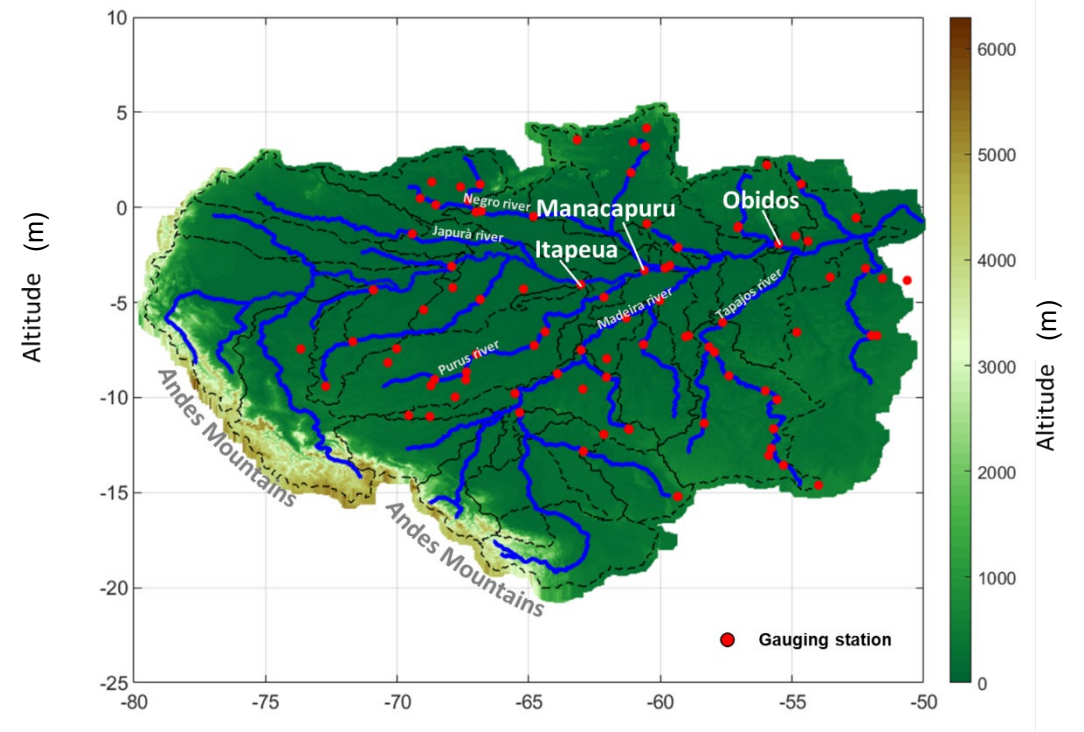 10
5
0
-5
-10
-15
-20
-25
-80
-75
-70
-65
-60
-55
-50
Altitude (m)
Negro river
Manacapuru
Obidos
Japurà river
Itapeua
Madeira river
Tapajos river
Purus river
Andes Mountains
Andes Mountains
Gauging station
6000
5000
4000
3000
2000
1000
0
Altitude (m)